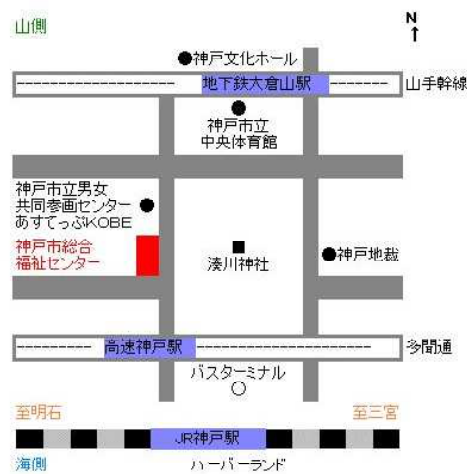 山側
N
神戸文化ホール
地下鉄大倉山駅
山手幹線
神戸市立
中央体育館
神戸市立男女
共同参画センター
あすてっぷKOBE
神戸市総合
福祉センター
湊川神社
神戸地裁
高速神戸駅
多聞通
バスターミナル
至明石
至三宮
JR神戸駅
海側
ハーバーランド